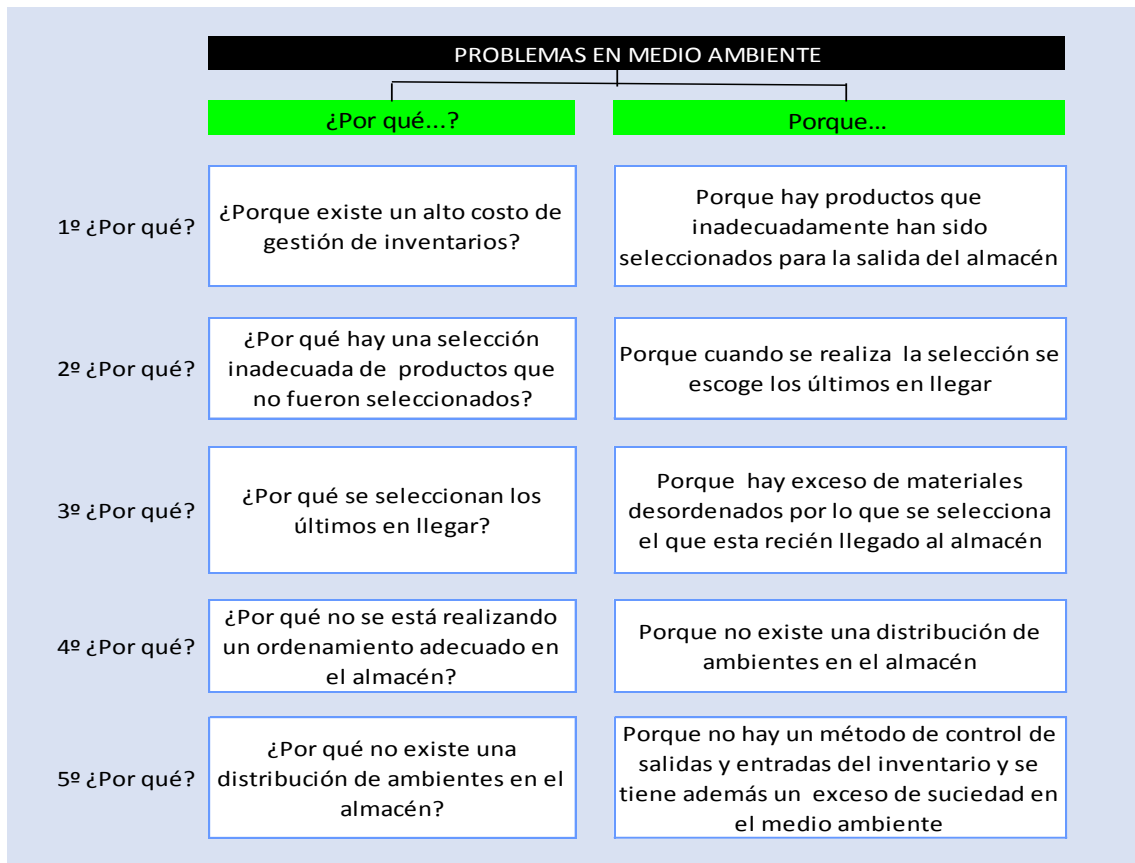 PROBLEMAS EN MEDIO AMBIENTE
¿Por qué...?
Porque...
1º ¿Por qué?
¿Porque existe un alto costo de
gestión de inventarios?
Porque hay productos que
inadecuadamente han sido
seleccionados para la salida del almacén
2º ¿Por qué?
¿Por qué hay una selección
inadecuada de productos que
no fueron seleccionados?
Porque cuando se realiza la selección se
escoge los últimos en llegar
3º ¿Por qué?
¿Por qué se seleccionan los
últimos en llegar?
Porque hay exceso de materiales
desordenados por lo que se selecciona
el que esta recién llegado al almacén
4º ¿Por qué?
¿Por qué no se está realizando
un ordenamiento adecuado en
el almacén?
Porque no existe una distribución de
ambientes en el almacén
5º ¿Por qué?
¿Por qué no existe una
distribución de ambientes en el
almacén?
Porque no hay un método de control de
salidas y entradas del inventario y se
tiene además un exceso de suciedad en
el medio ambiente